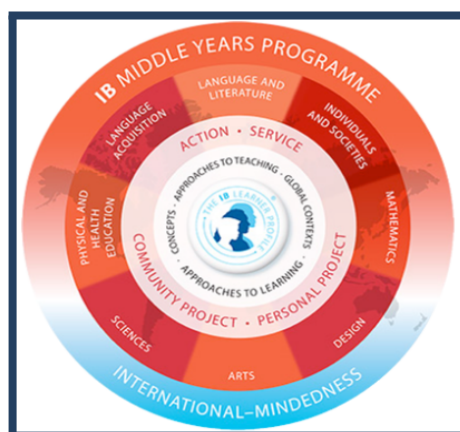 IB MIDDLE YEARS PROGRAMME
LANGUAGE AND
LITERATURE
LANGUAGE
ACQUISITION
INDIVIDUALS
AND SOCIETIES
PHYSICAL AND
HEALTH
EDUCATION
MATHEMATICS
SCIENCES
ARTS
DESIGN
ACTION • SERVICE
COMMUNITY PROJECT • PERSONAL PROJECT
CONCEPTS - APPROACHES TO TEACHING - GLOBAL CONTEXTS -
APPROACHES TO LEARNING -
THE IB LEARNER PROFILE
INTERNATIONAL–MINDEDNESS